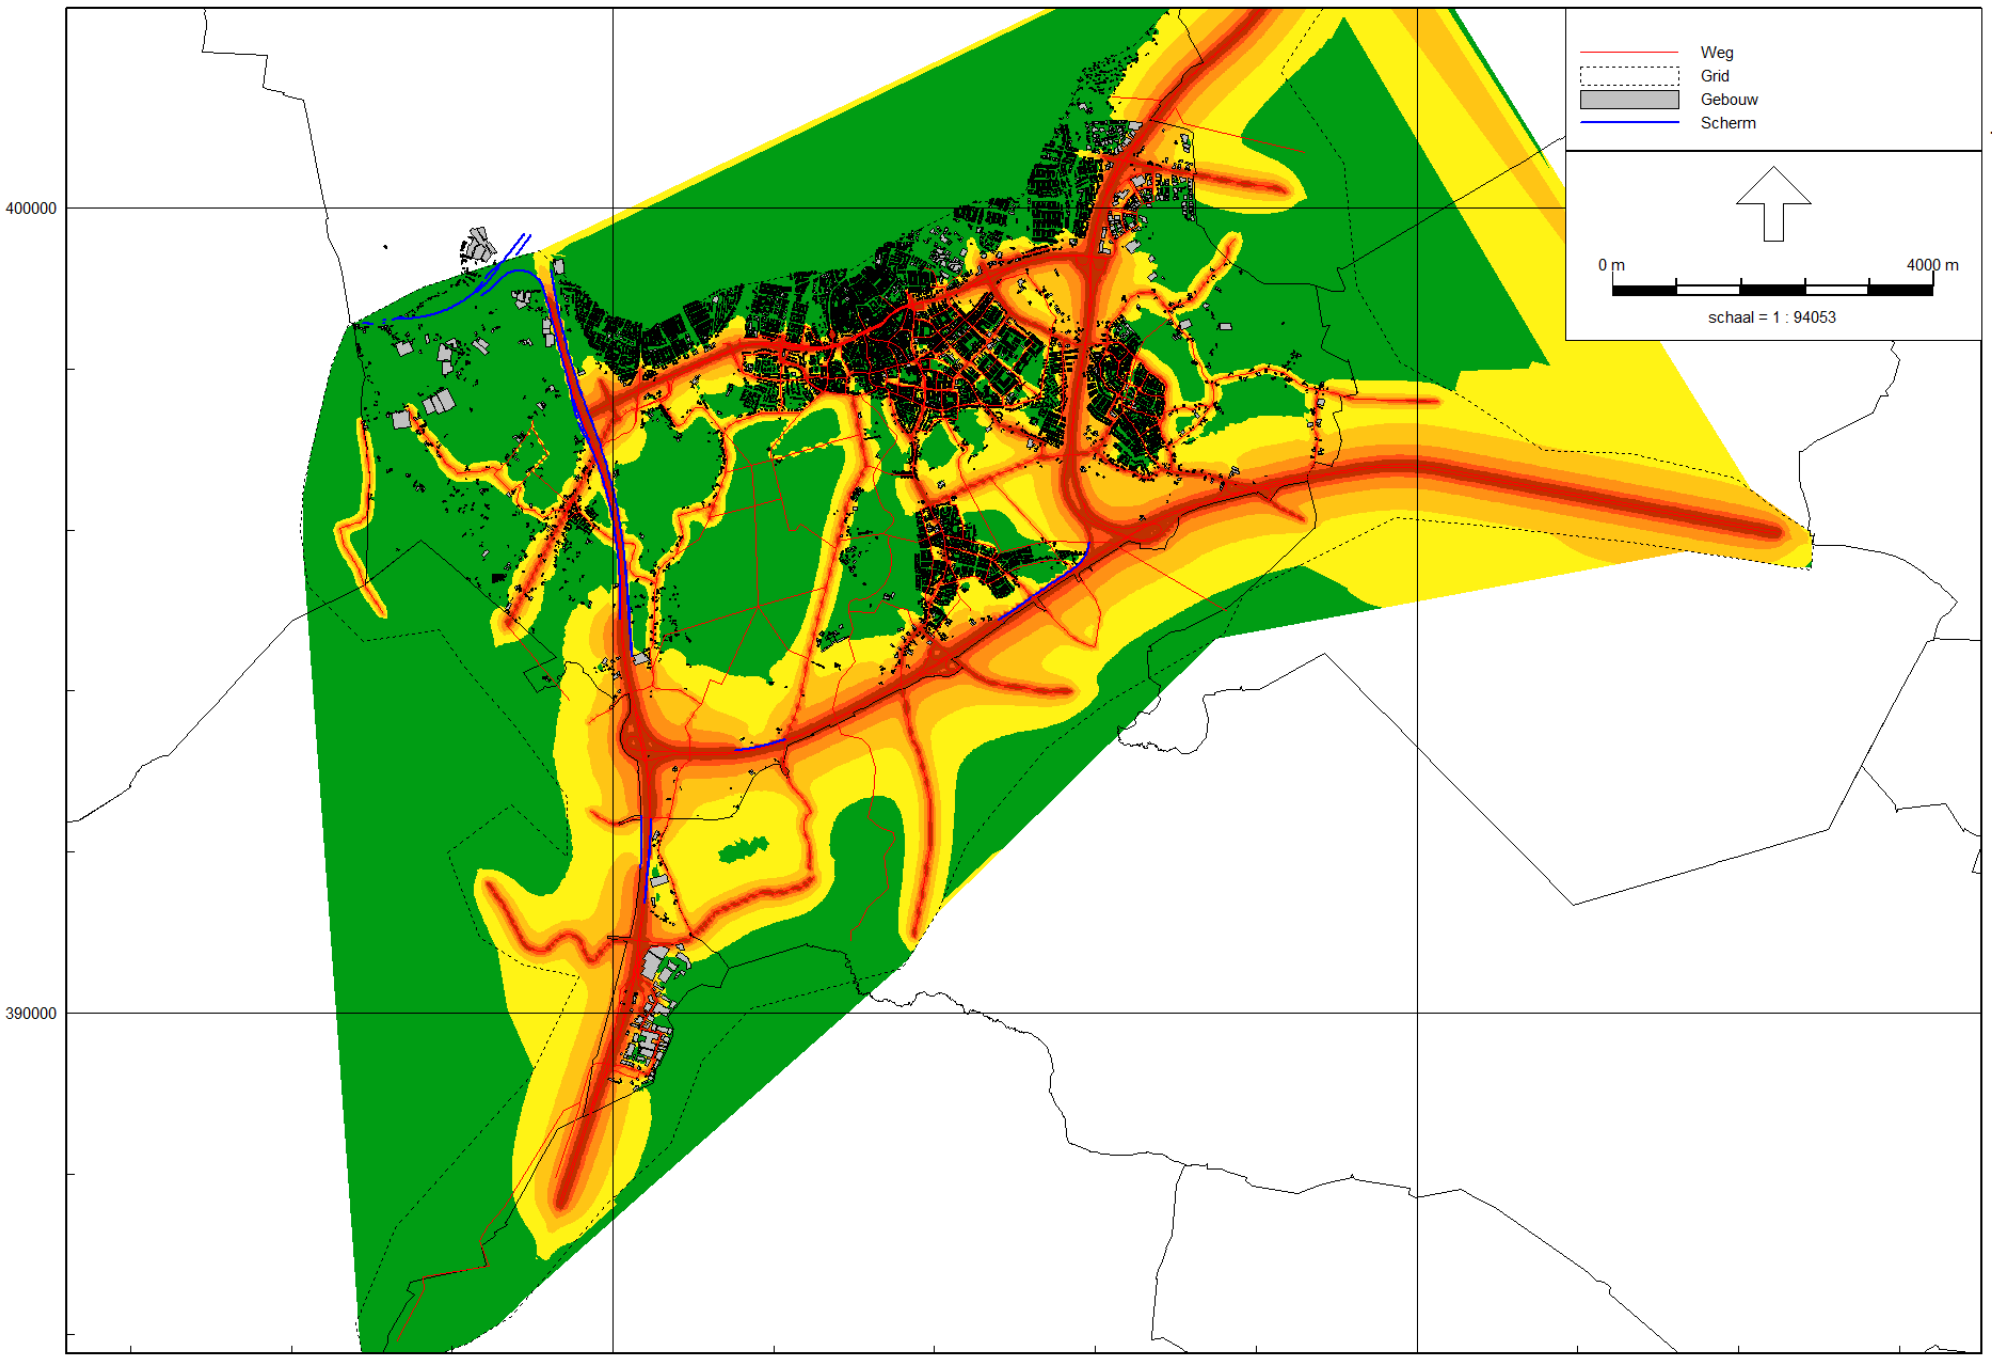 Weg
Grid
Gebouw
Scherm
400000
0 m 4000 m
schaal = 1 : 94053
390000